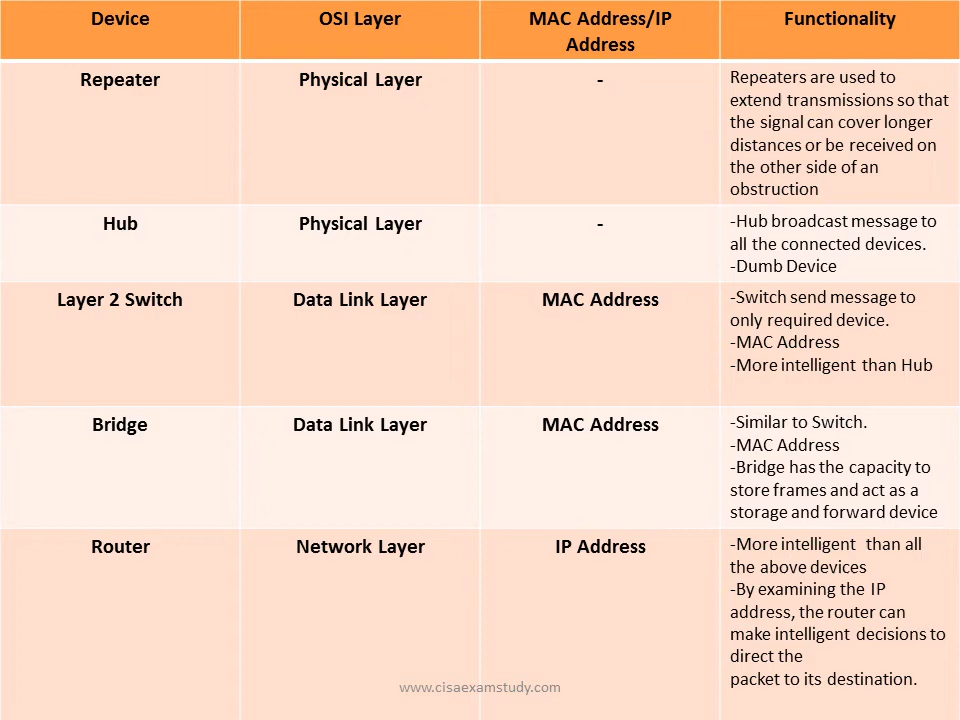 Device
OSI Layer
MAC Address/IP
Address
Functionality
Repeater
Physical Layer
-
Repeaters are used to
extend transmissions so that
the signal can cover longer
distances or be received on
the other side of an
obstruction
Hub
Physical Layer
-
-Hub broadcast message to
all the connected devices.
-Dumb Device
Layer 2 Switch
Data Link Layer
MAC Address
-Switch send message to
only required device.
-MAC Address
-More intelligent than Hub
Bridge
Data Link Layer
MAC Address
-Similar to Switch.
-MAC Address
-Bridge has the capacity to
store frames and act as a
storage and forward device
Router
Network Layer
IP Address
-More intelligent than all
the above devices
-By examining the IP
address, the router can
make intelligent decisions to
direct the
packet to its destination.
www.cisaexamstudy.com